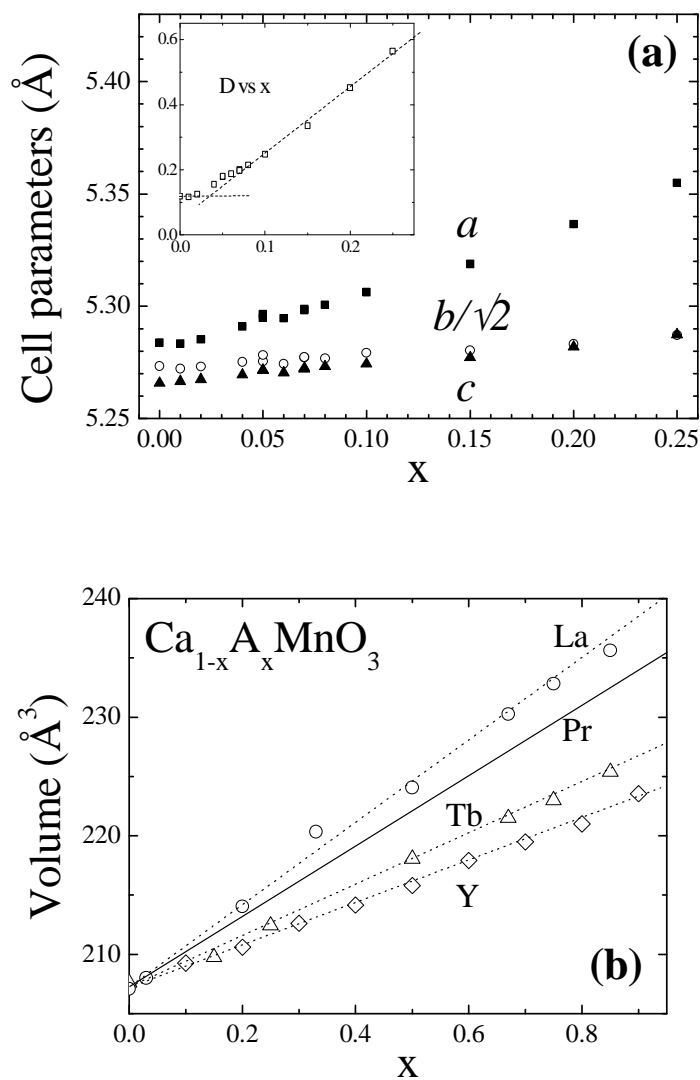 (a)
Cell parameters (Å)
5.40
5.35
5.30
5.25
0.6
0.4
0.2
0.0
D vs x
0.0 0.1 0.2
a
b/√2
c
0.00 0.05 0.10 0.15 0.20 0.25
x
Ca₁₋ₓAₓMnO₃
Volume (Å³)
240
230
220
210
La
Pr
Tb
Y
(b)
0.0 0.2 0.4 0.6 0.8
x